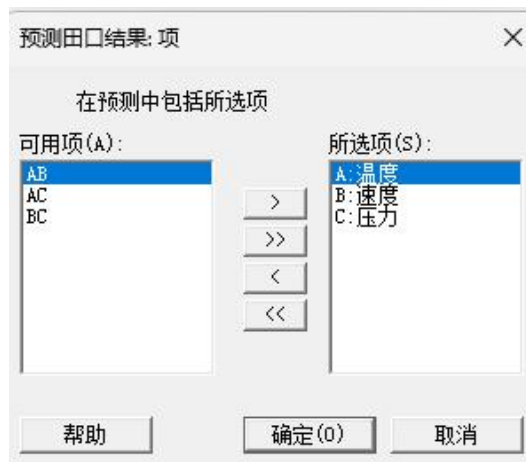 预测田口结果: 项
在预测中包括所选项
可用项(A):
AB
AC
BC
>
>>
<
<<
所选项(S):
A:温度
B:速度
C:压力
帮助
确定(O)
取消